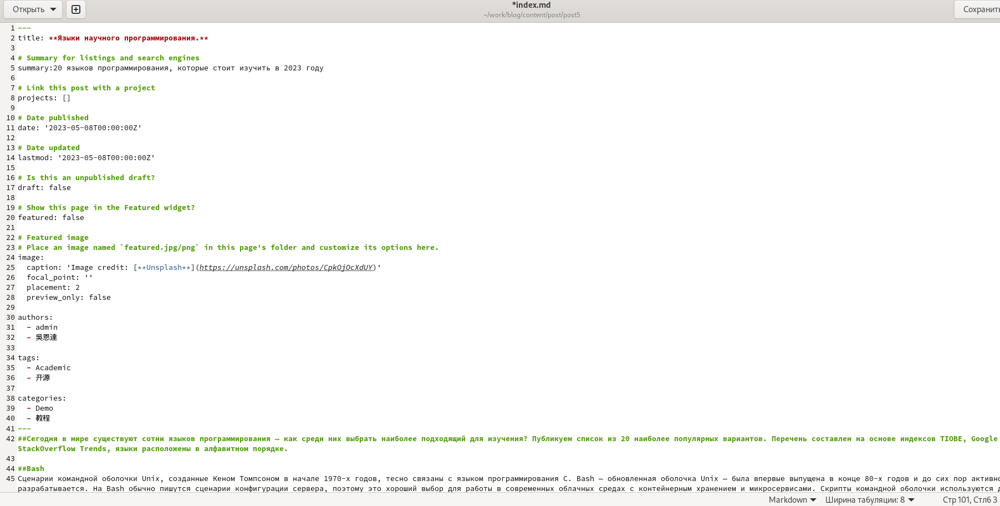 Открыть
*index.md
~/work/blog/content/post/post5
Сохранить
1 ---
2 title: **Языки научного программирования.**
3
4 # Summary for listings and search engines
5 summary:20 языков программирования, которые стоит изучить в 2023 году
6
7 # Link this post with a project
8 projects: []
9
10 # Date published
11 date: '2023-05-08T00:00:00Z'
12
13 # Date updated
14 lastmod: '2023-05-08T00:00:00Z'
15
16 # Is this an unpublished draft?
17 draft: false
18
19 # Show this page in the Featured widget?
20 featured: false
21
22 # Featured image
23 # Place an image named `featured.jpg/png` in this page's folder and customize its options here.
24 image:
25   caption: 'Image credit: [**Unsplash**](https://unsplash.com/photos/CpkOjOcXdUY)'
26   focal_point: ''
27   placement: 2
28   preview_only: false
29
30 authors:
31   - admin
32   - 吳恩達
33
34 tags:
35   - Academic
36   - 开源
37
38 categories:
39   - Demo
40   - 教程
41 ---
42 ##Сегодня в мире существуют сотни языков программирования — как среди них выбрать наиболее подходящий для изучения? Публикуем список из 20 наиболее популярных вариантов. Перечень составлен на основе индексов TIOBE, Google
StackOverflow Trends, языки расположены в алфавитном порядке.
43
44 ##Bash
45 Сценарии командной оболочки Unix, созданные Кеном Томпсоном в начале 1970-х годов, тесно связаны с языком программирования C. Bash — обновленная оболочка Unix — была впервые выпущена в конце 80-х годов и до сих пор активно
разрабатывается. На Bash обычно пишутся сценарии конфигурации сервера, поэтому это хороший выбор для работы в современных облачных средах с контейнерным хранением и микросервисами. Скрипты командной оболочки используются
Markdown
Ширина табуляции: 8
Стр 101, Стлб 3